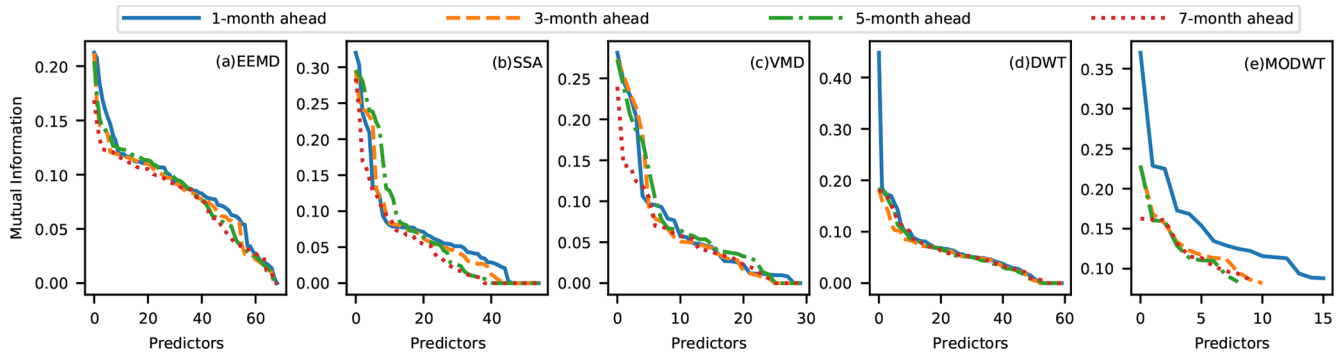 1-month ahead 3-month ahead 5-month ahead 7-month ahead
Mutual Information
(a)EEMD
0.20
0.15
0.10
0.05
0.00
0 20 40 60
Predictors
(b)SSA
0.30
0.25
0.20
0.15
0.10
0.05
0.00
0 20 40
Predictors
(c)VMD
0.25
0.20
0.15
0.10
0.05
0.00
0 10 20 30
Predictors
(d)DWT
0.40
0.30
0.20
0.10
0.00
0 20 40 60
Predictors
(e)MODWT
0.35
0.30
0.25
0.20
0.15
0.10
0 5 10 15
Predictors